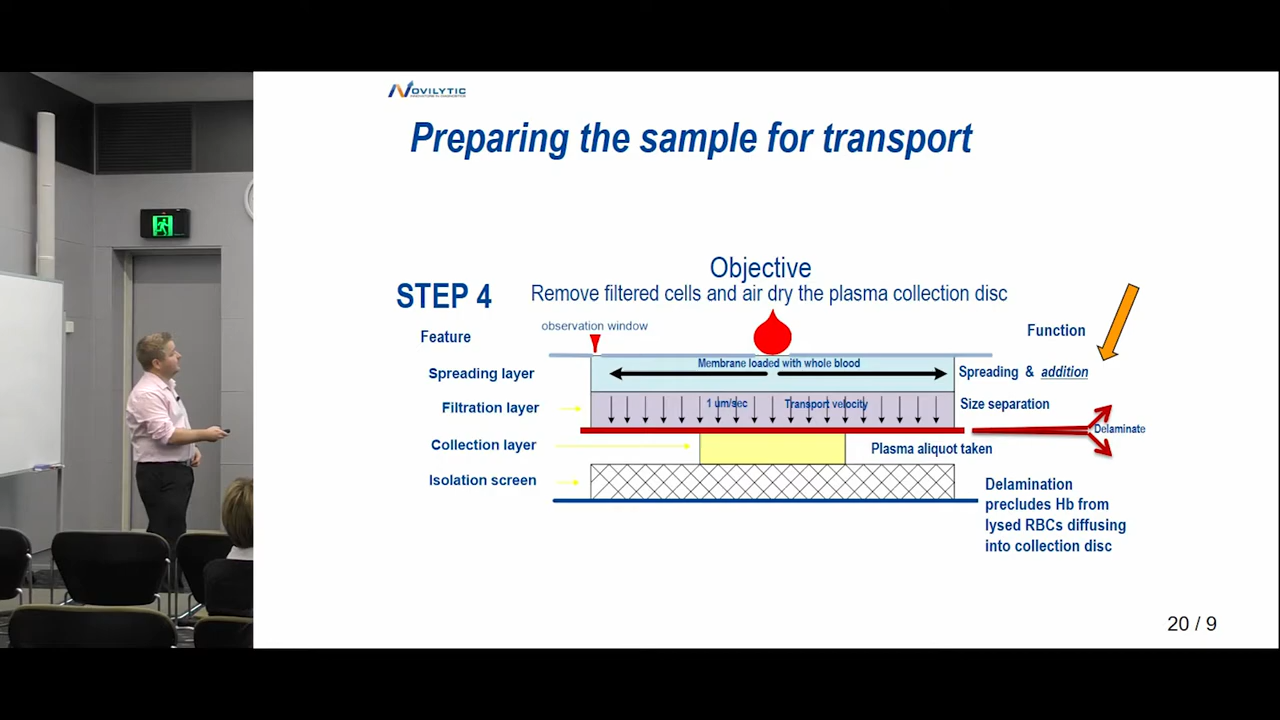 NOVILYTIC
Preparing the sample for transport
Objective
STEP 4
Remove filtered cells and air dry the plasma collection disc
observation window
Feature
Function
Membrane loaded with whole blood
Spreading layer
Spreading & addition
Filtration layer
1 um/sec
Transport velocity
Size separation
Delaminate
Collection layer
Plasma aliquot taken
Isolation screen
Delamination
precludes Hb from
lysed RBCs diffusing
into collection disc
20 / 9